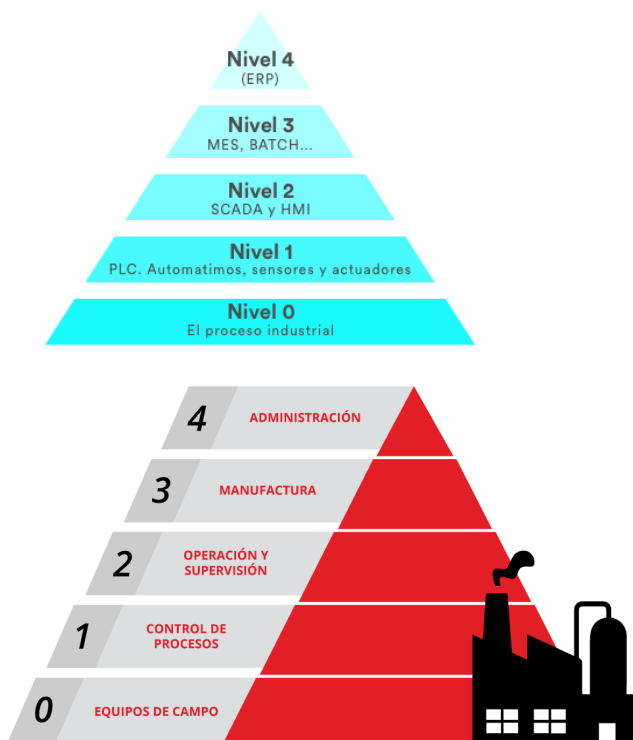 Nivel 4
(ERP)
Nivel 3
MES, BATCH...
Nivel 2
SCADA y HMI
Nivel 1
PLC. Automatimos, sensores y actuadores
Nivel 0
El proceso industrial
4
ADMINISTRACIÓN
3
MANUFACTURA
2
OPERACIÓN Y
SUPERVISIÓN
1
CONTROL DE
PROCESOS
0
EQUIPOS DE CAMPO